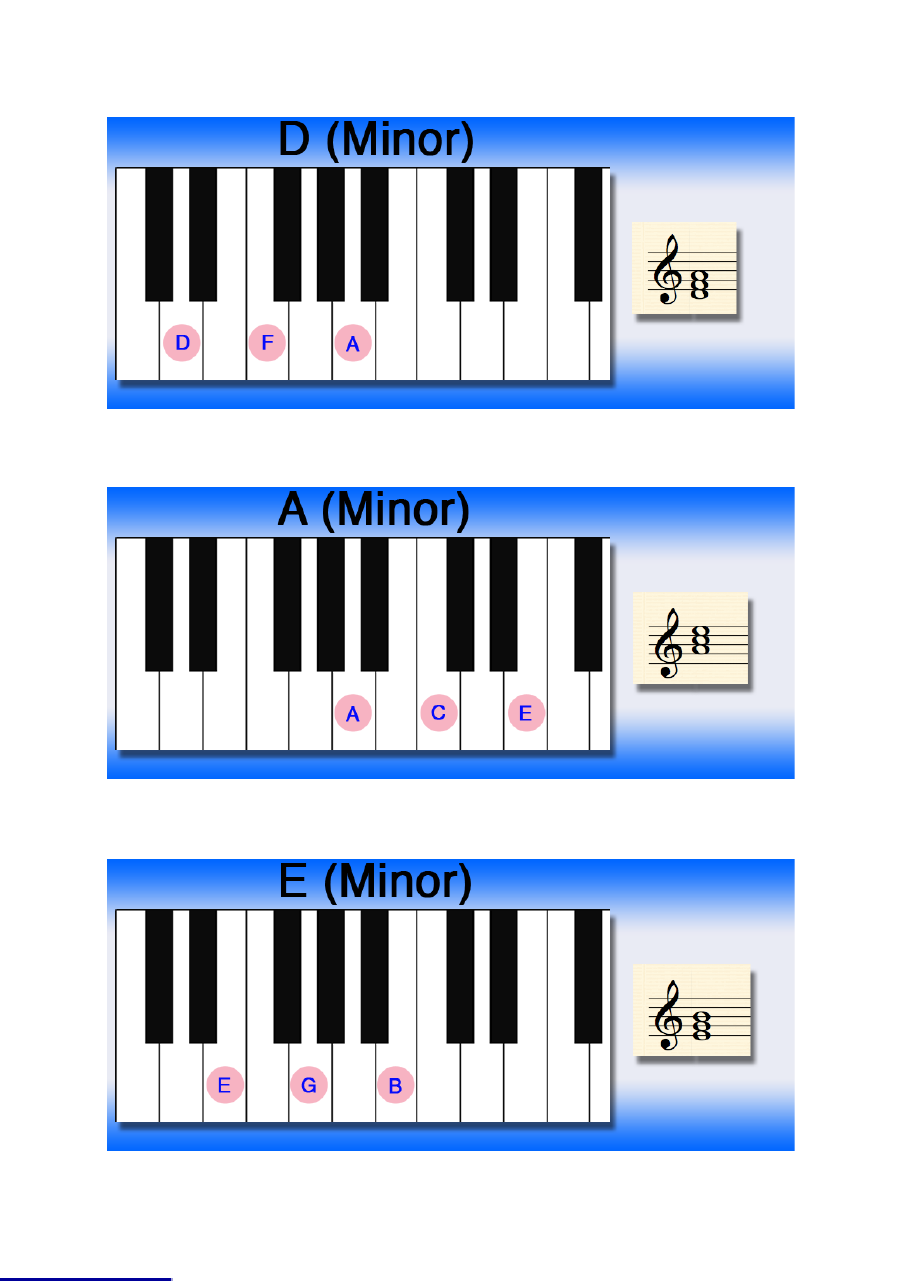 D (Minor)
D F A
A (Minor)
A C E
E (Minor)
E G B